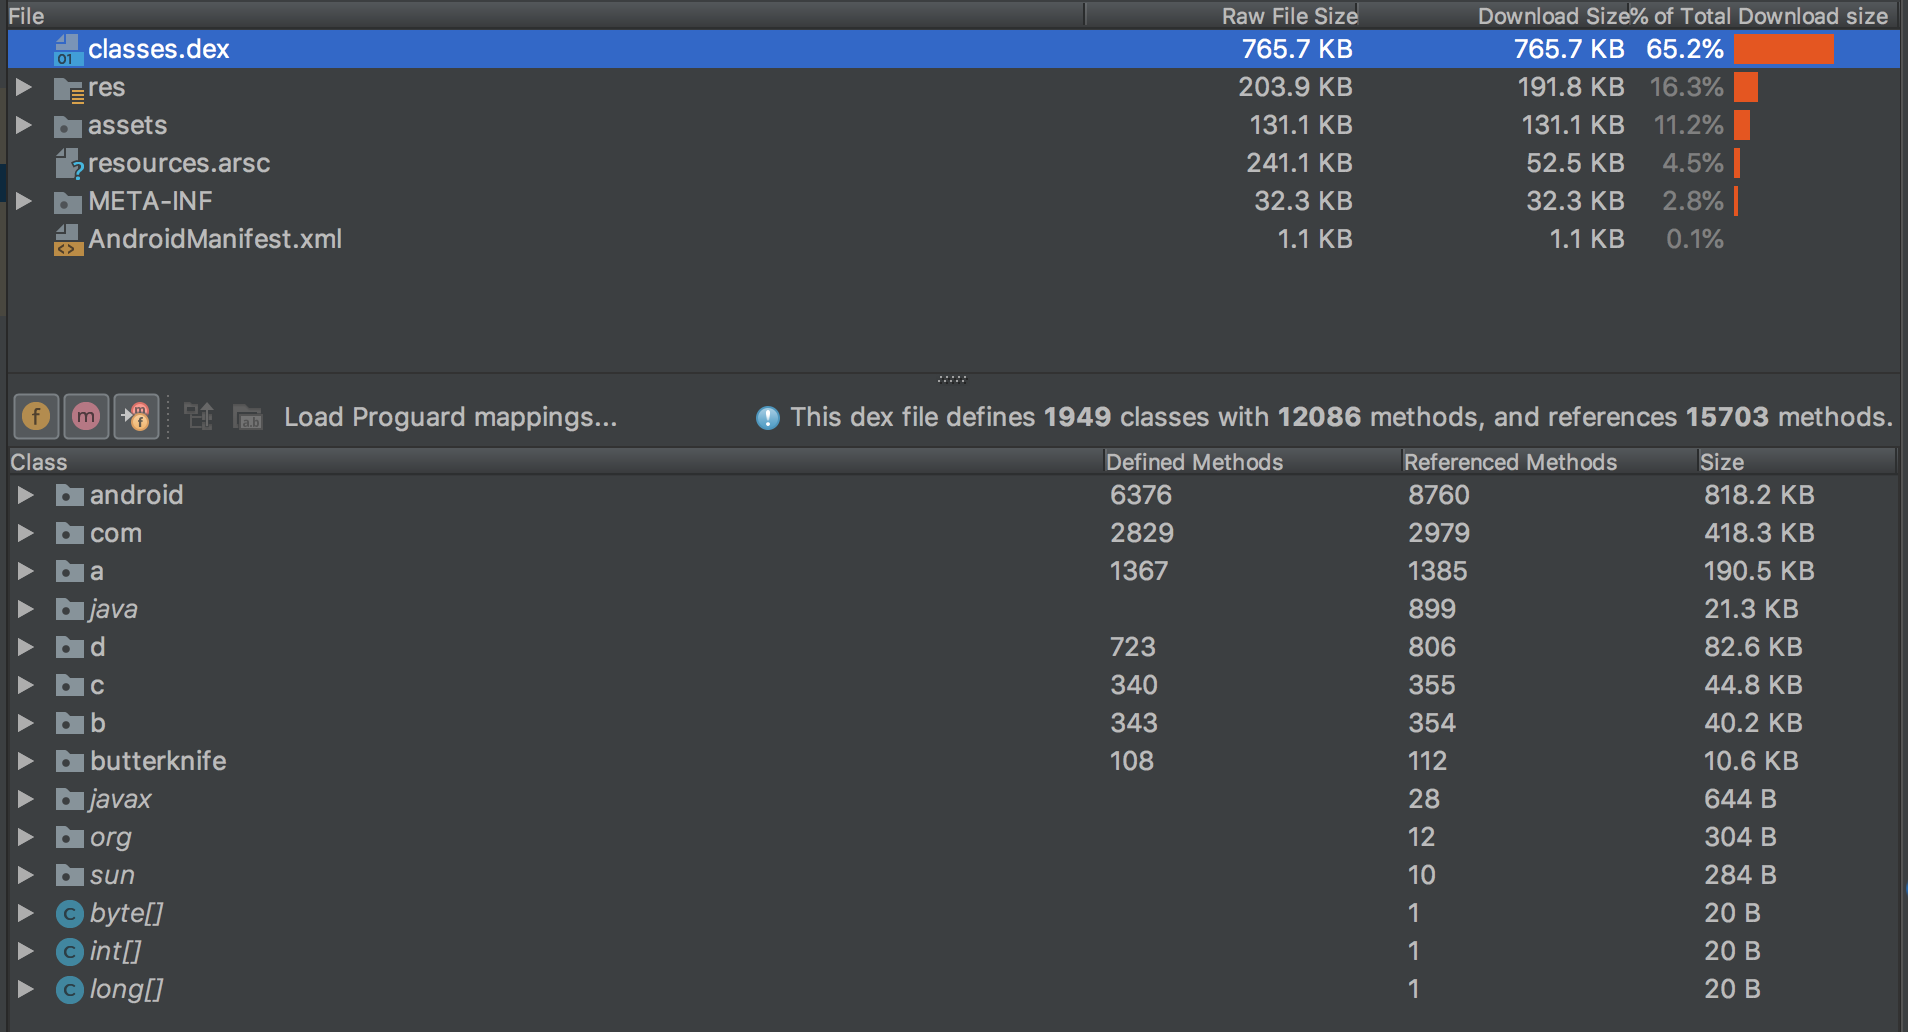 File Raw File Size Download Size % of Total Download size
01 classes.dex 765.7 KB 765.7 KB 65.2%
res 203.9 KB 191.8 KB 16.3%
assets 131.1 KB 131.1 KB 11.2%
? resources.arsc 241.1 KB 52.5 KB 4.5%
META-INF 32.3 KB 32.3 KB 2.8%
<> AndroidManifest.xml 1.1 KB 1.1 KB 0.1%
f m m f ab Load Proguard mappings... ! This dex file defines 1949 classes with 12086 methods, and references 15703 methods.
Class Defined Methods Referenced Methods Size
android 6376 8760 818.2 KB
com 2829 2979 418.3 KB
a 1367 1385 190.5 KB
java 899 21.3 KB
d 723 806 82.6 KB
c 340 355 44.8 KB
b 343 354 40.2 KB
butterknife 108 112 10.6 KB
javax 28 644 B
org 12 304 B
sun 10 284 B
C byte[] 1 20 B
C int[] 1 20 B
C long[] 1 20 B